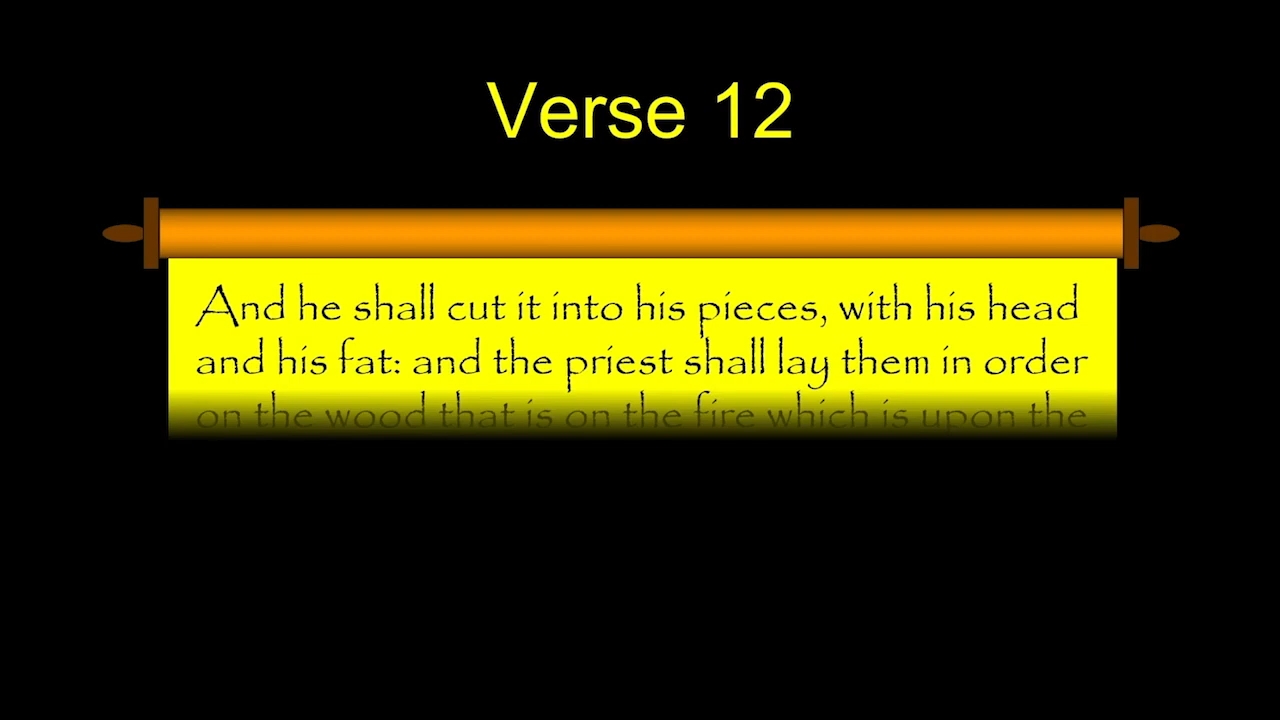 Verse 12
And he shall cut it into his pieces, with his head
and his fat: and the priest shall lay them in order
on the wood that is on the fire which is upon the